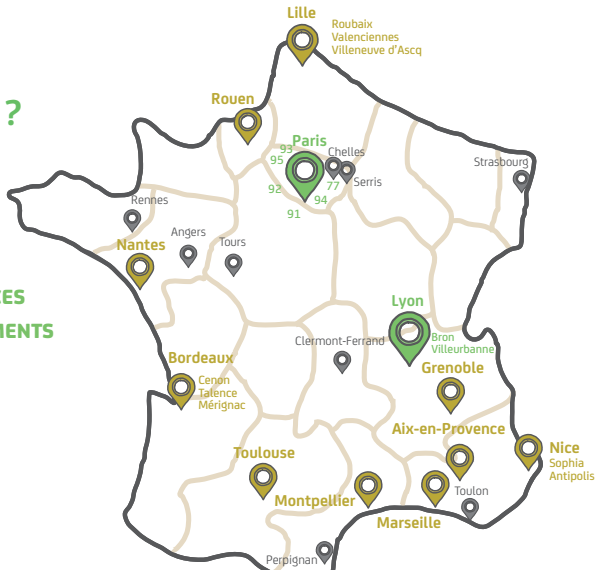 Lille
Roubaix
Valenciennes
Villeneuve d'Ascq
?
Rouen
Paris
93
95
Chelles
Serris
77
92
94
91
Strasbourg
Rennes
Angers
Tours
Nantes
Lyon
Bron
Villeurbanne
Clermont-Ferrand
Bordeaux
Cenon
Talence
Mérignac
Grenoble
Aix-en-Provence
Nice
Sophia
Antipolis
Toulouse
Montpellier
Toulon
Marseille
Perpignan